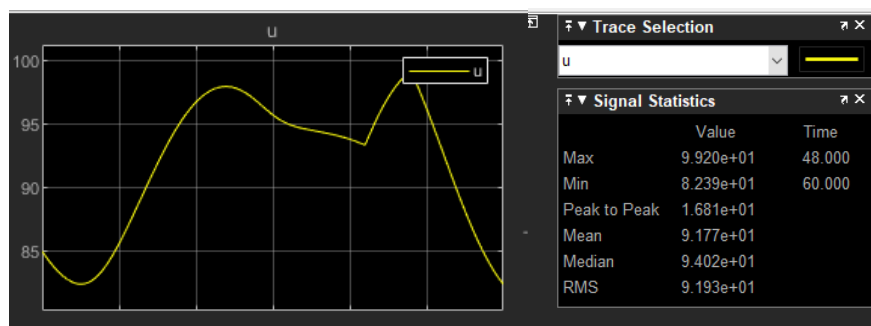 u
100
95
90
85
u
Trace Selection
u
Signal Statistics
Value Time
Max 9.920e+01 48.000
Min 8.239e+01 60.000
Peak to Peak 1.681e+01
Mean 9.177e+01
Median 9.402e+01
RMS 9.193e+01